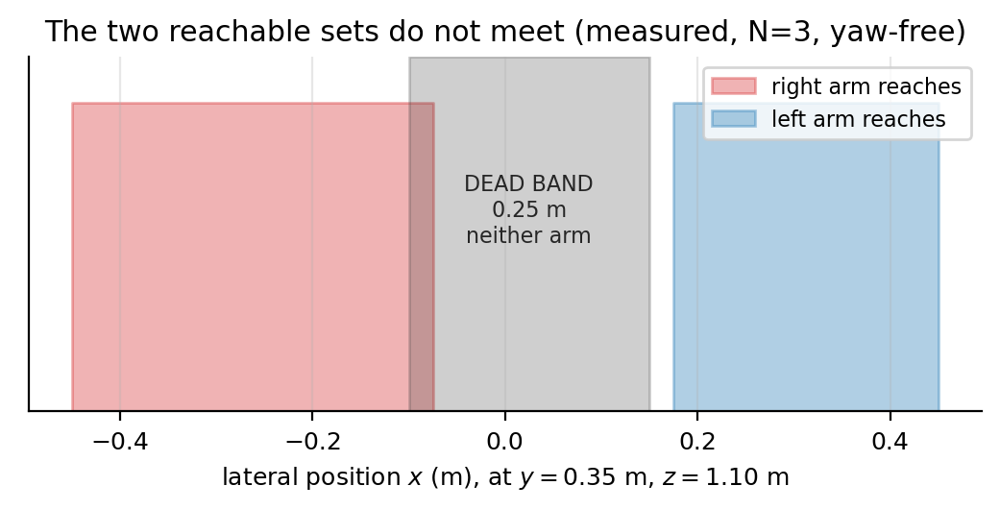 The two reachable sets do not meet (measured, N=3, yaw-free)
right arm reaches
left arm reaches
DEAD BAND
0.25 m
neither arm
−0.4 −0.2 0.0 0.2 0.4
lateral position x (m), at y = 0.35 m, z = 1.10 m